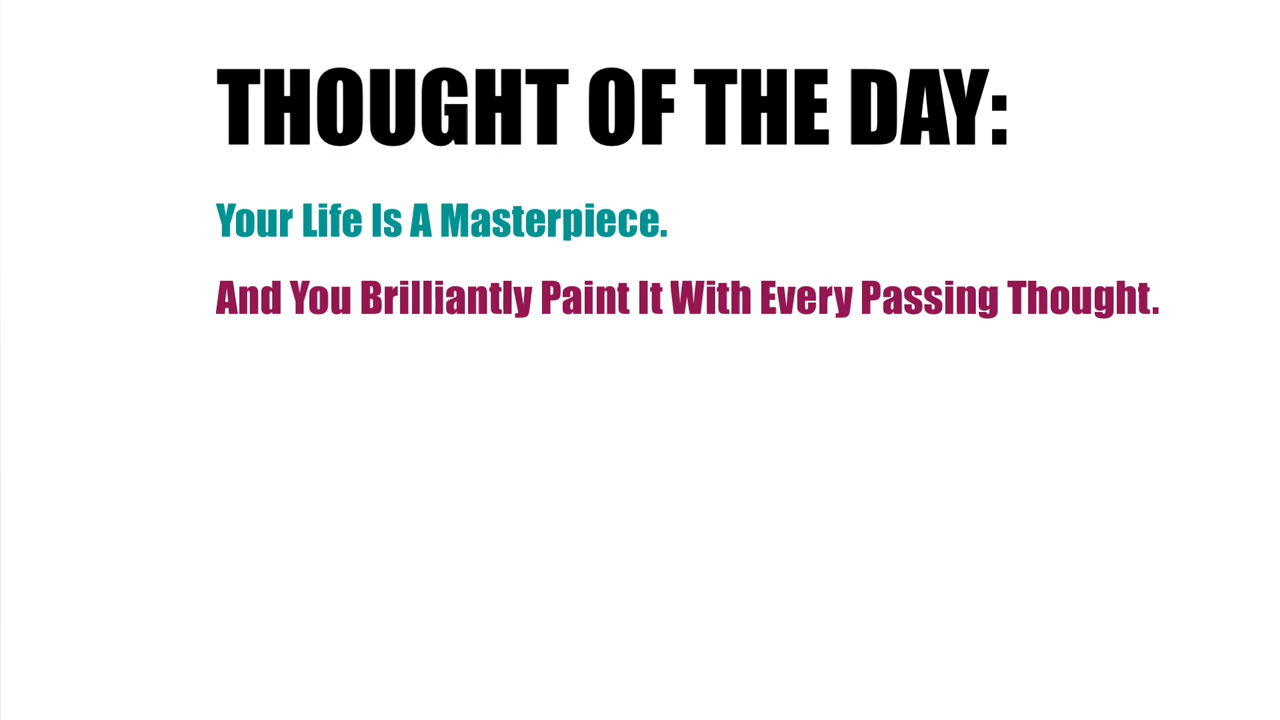 THOUGHT OF THE DAY:
Your Life Is A Masterpiece.
And You Brilliantly Paint It With Every Passing Thought.